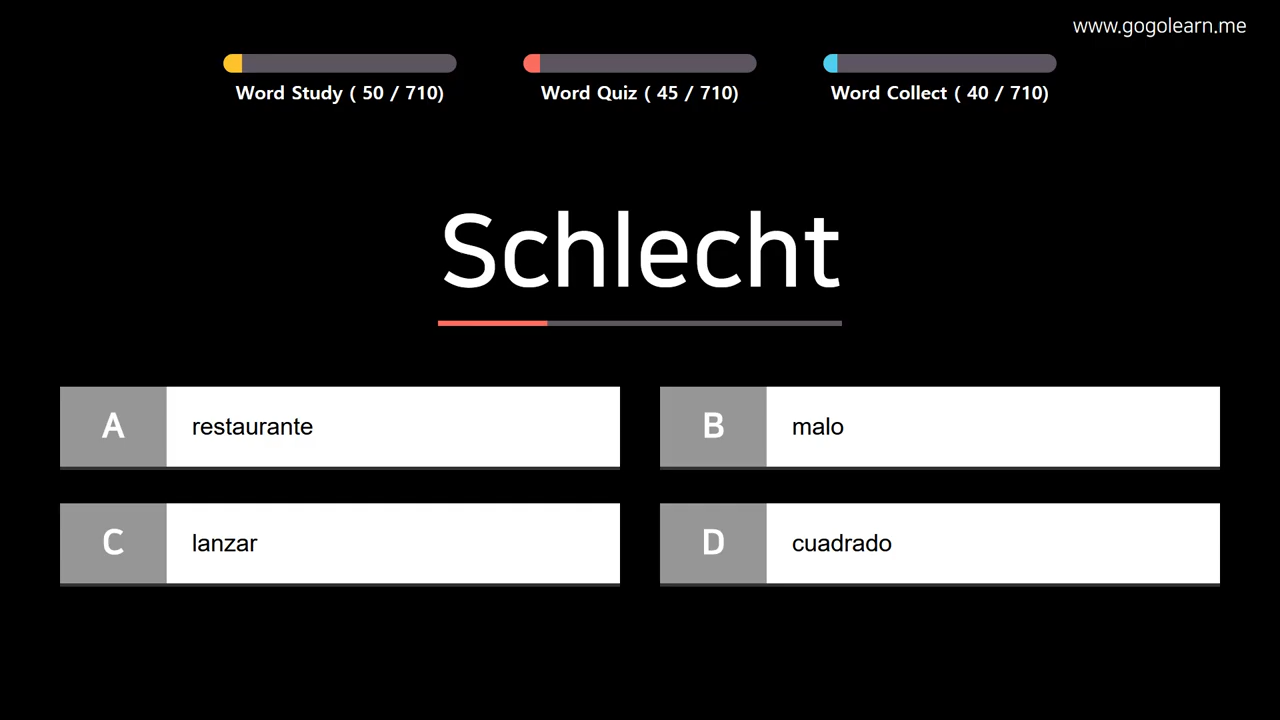 www.gogolearn.me
Word Study ( 50 / 710)
Word Quiz ( 45 / 710)
Word Collect ( 40 / 710)
Schlecht
A restaurante
B malo
C lanzar
D cuadrado